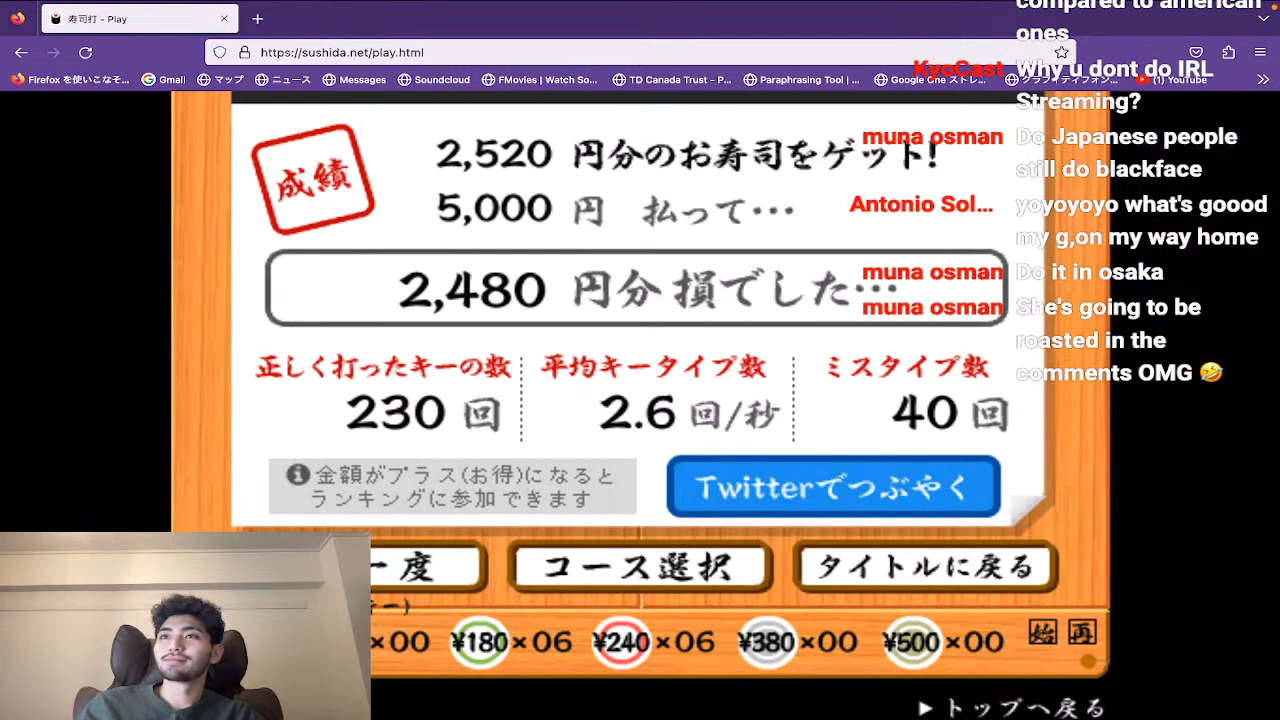 寿司打 - Play
https://sushida.net/play.html
Firefox を使いこなそ...
Gmail
マップ
ニュース
Messages
Soundcloud
FMovies | Watch So...
TD Canada Trust - P...
Paraphrasing Tool |...
Google One ストレ...
グラフィティフォン...
(1) YouTube
成績
2,520 円分のお寿司をゲット!
5,000 円 払って…
2,480 円分 損でした…
正しく打ったキーの数
230 回
平均キータイプ数
2.6 回/秒
ミスタイプ数
40 回
金額がプラス(お得)になると
ランキングに参加できます
Twitterでつぶやく
一度
コース選択
タイトルに戻る
×00
¥180×06
¥240×06
¥380×00
¥500×00
始 再
▶トップへ戻る
compared to american
ones
KyoCast Why u dont do IRL
Streaming?
muna osman Do Japanese people
still do blackface
Antonio Sol... yoyoyoyo what's goood
my g,on my way home
muna osman Do it in osaka
muna osman She's going to be
roasted in the
comments OMG 🤣